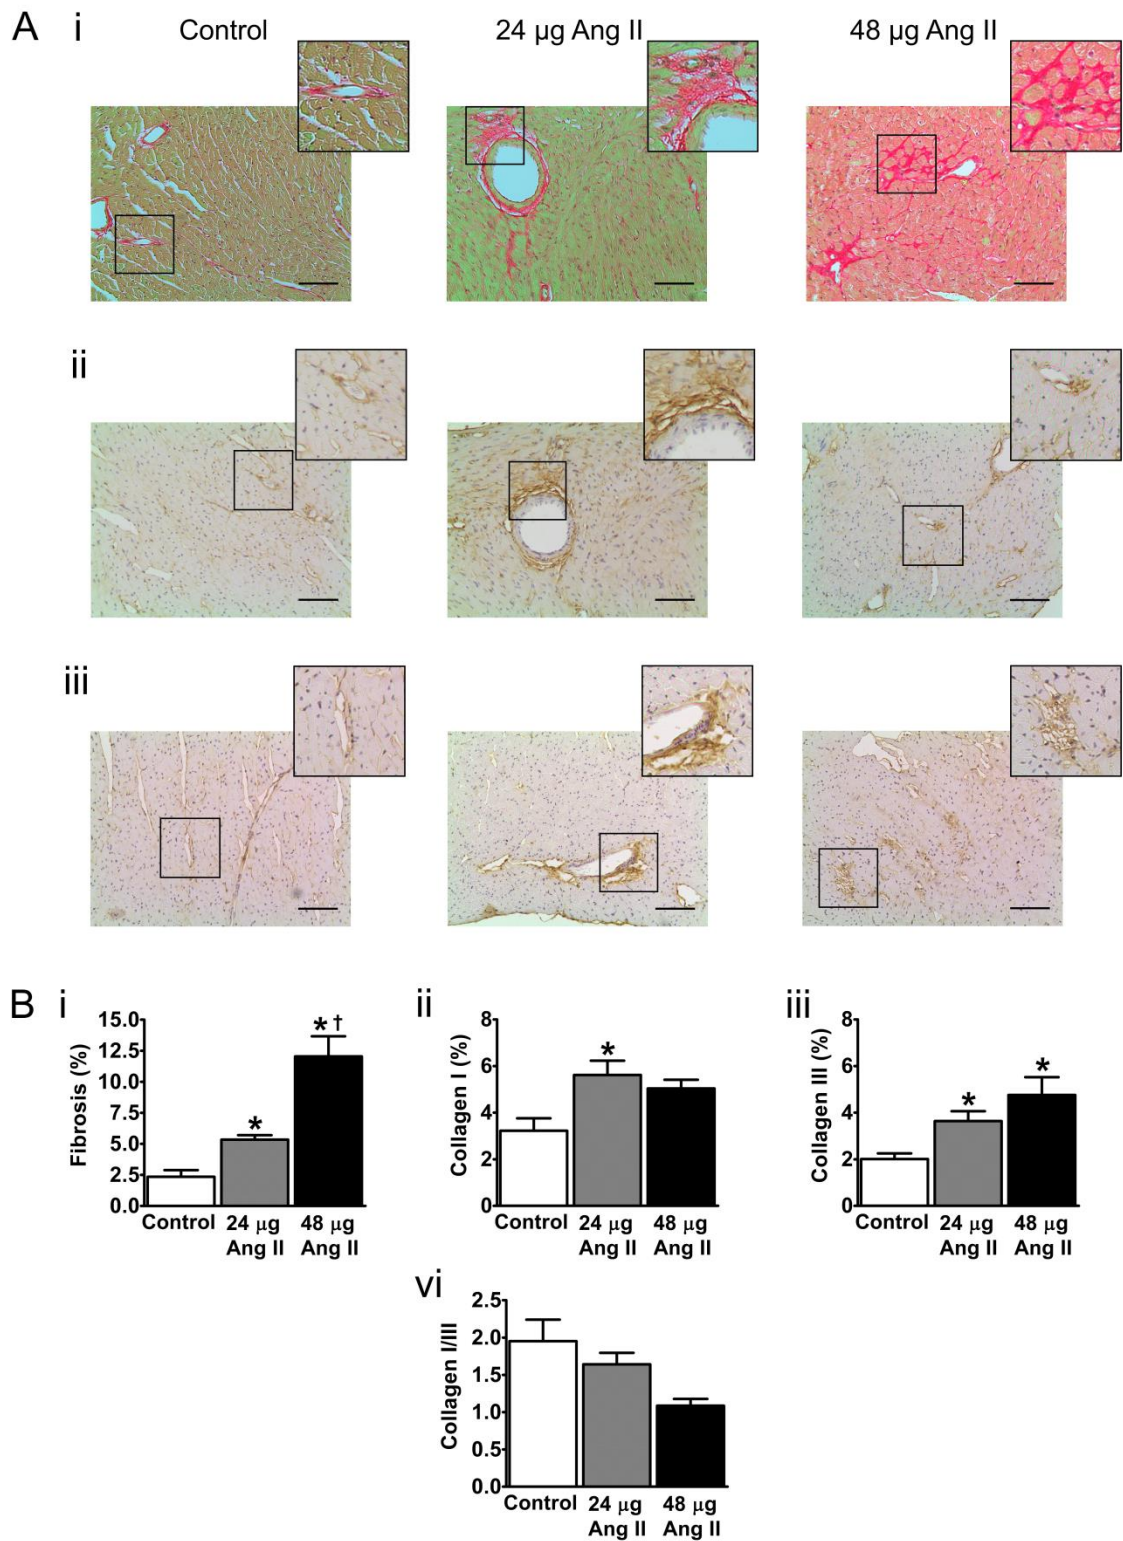 A i Control 24 µg Ang II 48 µg Ang II
ii
iii
B i ii iii
Fibrosis (%)
15.0
12.5
10.0
7.5
5.0
2.5
0.0
*
* †
Control 24 µg 48 µg
Ang II Ang II
Collagen I (%)
8
6
4
2
0
*
Control 24 µg 48 µg
Ang II Ang II
Collagen III (%)
8
6
4
2
0
*
*
Control 24 µg 48 µg
Ang II Ang II
vi
Collagen I/III
2.5
2.0
1.5
1.0
0.5
0.0
Control 24 µg 48 µg
Ang II Ang II